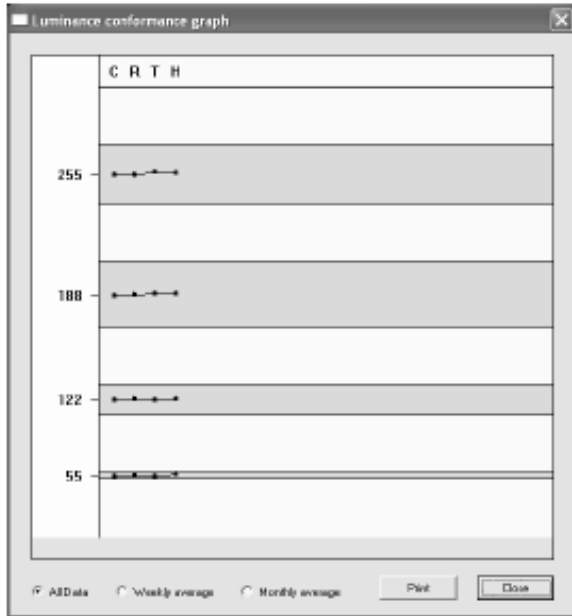 Luminance conformance graph
C R T H
255
188
122
55
All Data Weekly average Monthly average Print Close